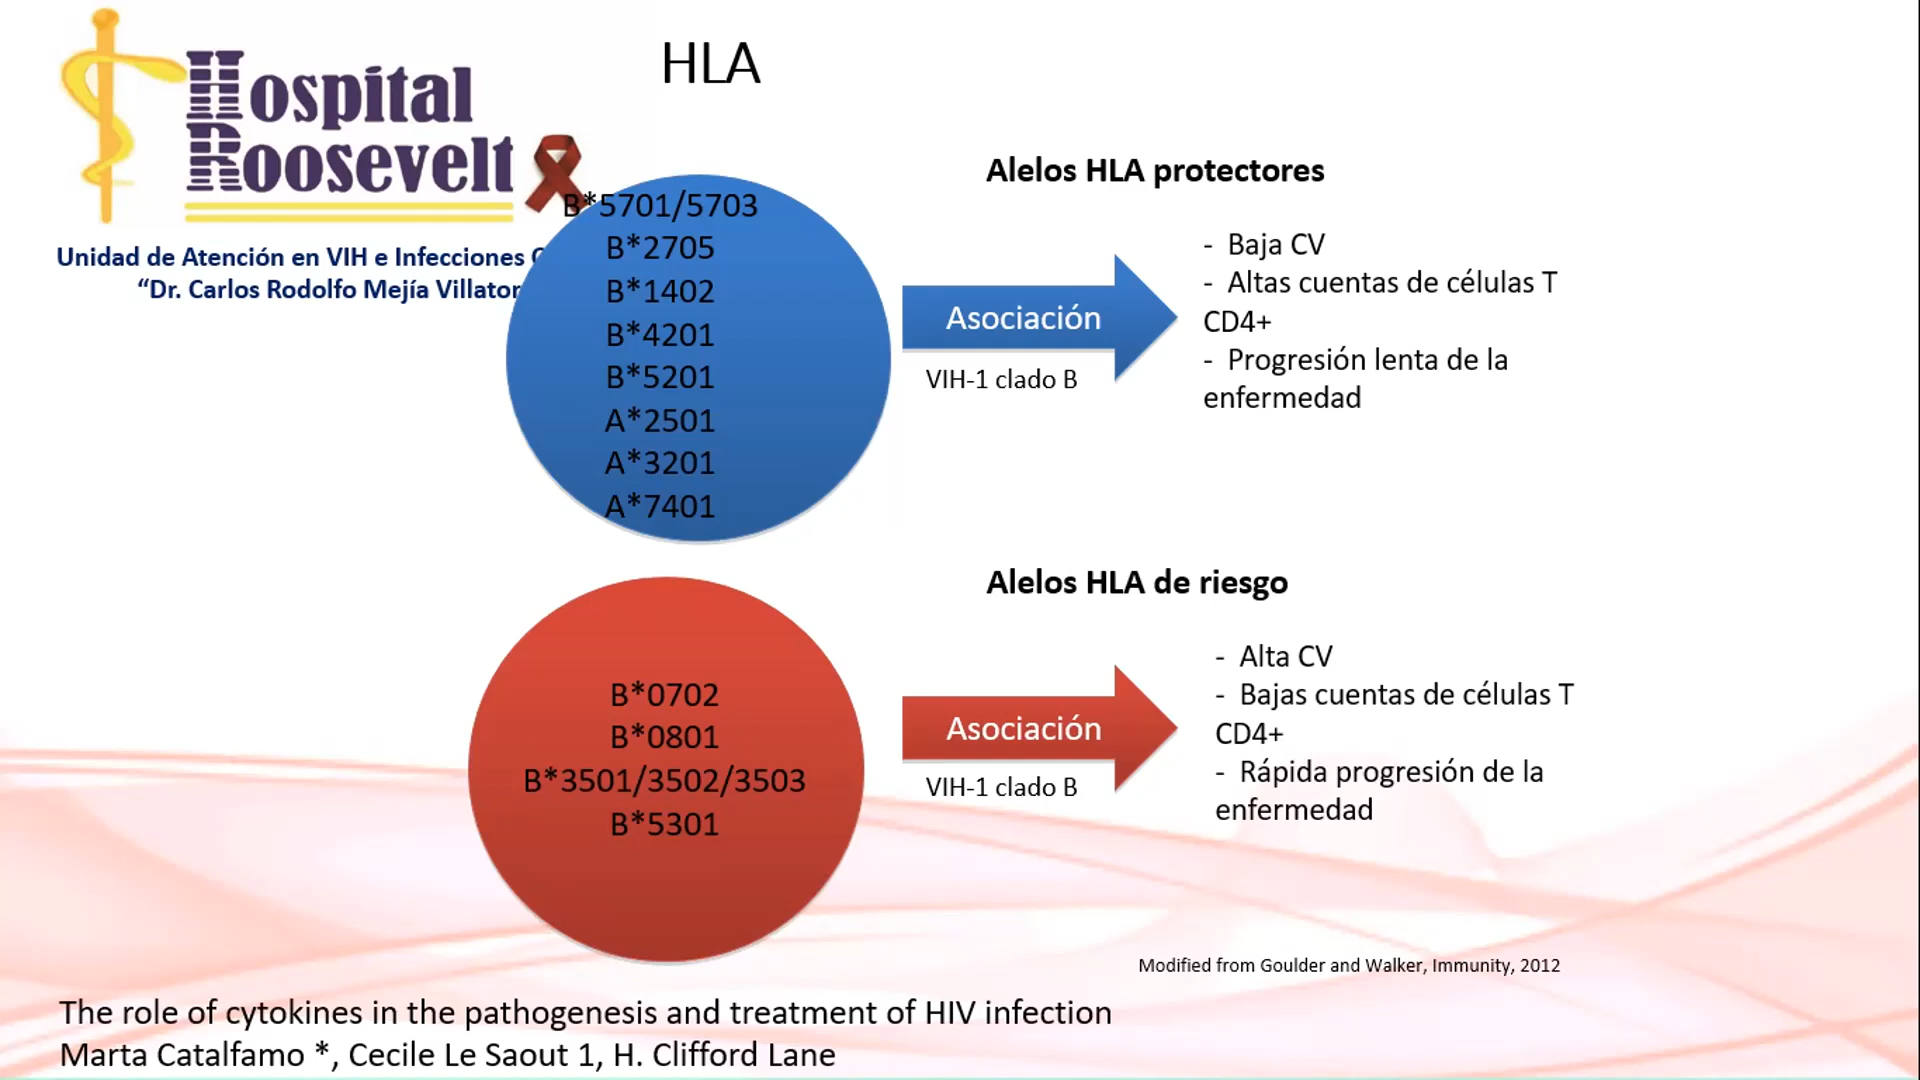 HLA
Hospital
Roosevelt
Unidad de Atención en VIH e Infecciones
“Dr. Carlos Rodolfo Mejía
B*5701/5703
B*2705
B*1402
B*4201
B*5201
A*2501
A*3201
A*7401
Alelos HLA protectores
Asociación
VIH-1 clado B
- Baja CV
- Altas cuentas de células T
CD4+
- Progresión lenta de la
enfermedad
B*0702
B*0801
B*3501/3502/3503
B*5301
Alelos HLA de riesgo
Asociación
VIH-1 clado B
- Alta CV
- Bajas cuentas de células T
CD4+
- Rápida progresión de la
enfermedad
Modified from Goulder and Walker, Immunity, 2012
The role of cytokines in the pathogenesis and treatment of HIV infection
Marta Catalfamo *, Cecile Le Saout 1, H. Clifford Lane